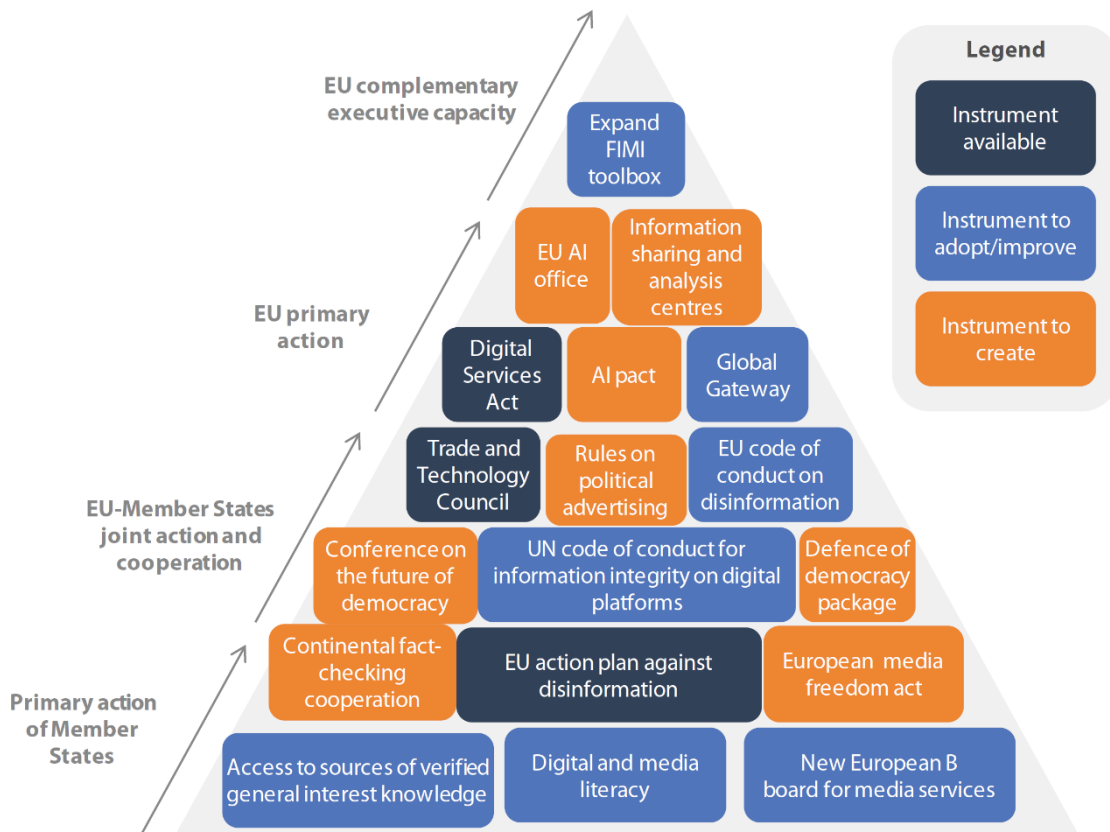 EU complementary
executive capacity
EU primary
action
EU-Member States
joint action and
cooperation
Primary action
of Member
States
Expand
FIMI
toolbox
EU AI
office
Information
sharing and
analysis
centres
Digital
Services
Act
AI pact
Global
Gateway
Trade and
Technology
Council
Rules on
political
advertising
EU code of
conduct on
disinformation
Conference on
the future of
democracy
UN code of conduct for
information integrity on digital
platforms
Defence of
democracy
package
Continental fact-
checking
cooperation
EU action plan against
disinformation
European media
freedom act
Access to sources of verified
general interest knowledge
Digital and media
literacy
New European B
board for media services
Legend
Instrument
available
Instrument to
adopt/improve
Instrument to
create